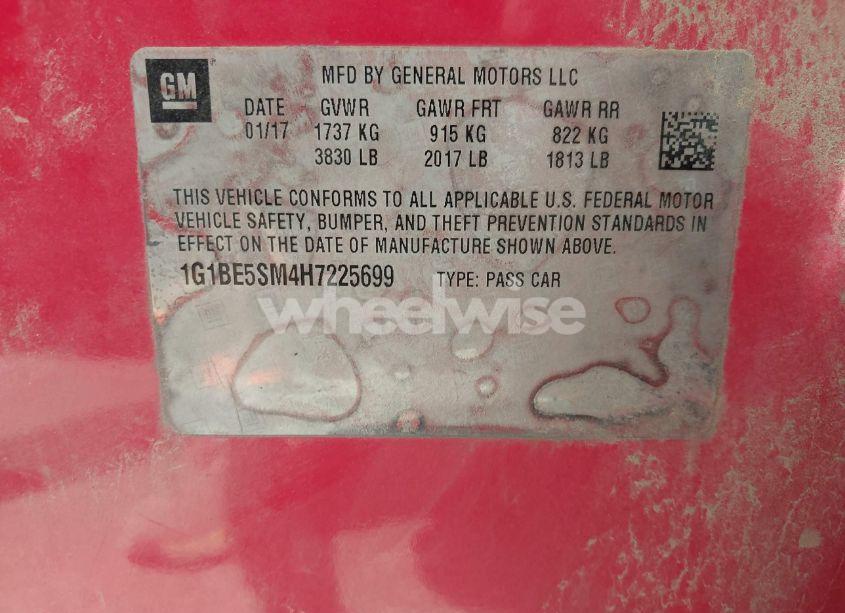 GM
MFD BY GENERAL MOTORS LLC
DATE GVWR GAWR FRT GAWR RR
01/17 1737 KG 915 KG 822 KG
3830 LB 2017 LB 1813 LB
THIS VEHICLE CONFORMS TO ALL APPLICABLE U.S. FEDERAL MOTOR
VEHICLE SAFETY, BUMPER, AND THEFT PREVENTION STANDARDS IN
EFFECT ON THE DATE OF MANUFACTURE SHOWN ABOVE.
1G1BE5SM4H7225699 TYPE: PASS CAR
wheelwise